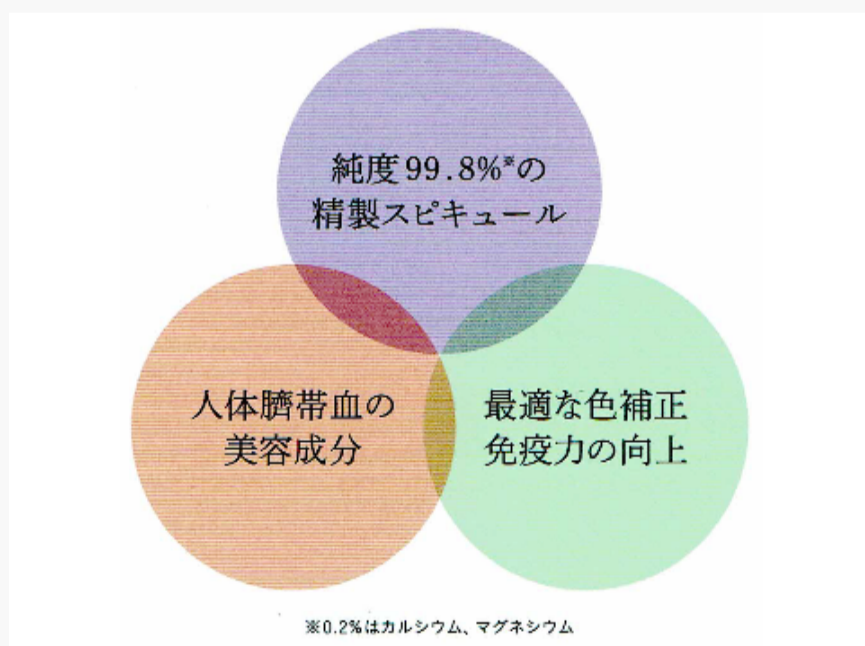 純度99.8%※の
精製スピキュール
人体臍帯血の
美容成分
最適な色補正
免疫力の向上
※0.2%はカルシウム、マグネシウム